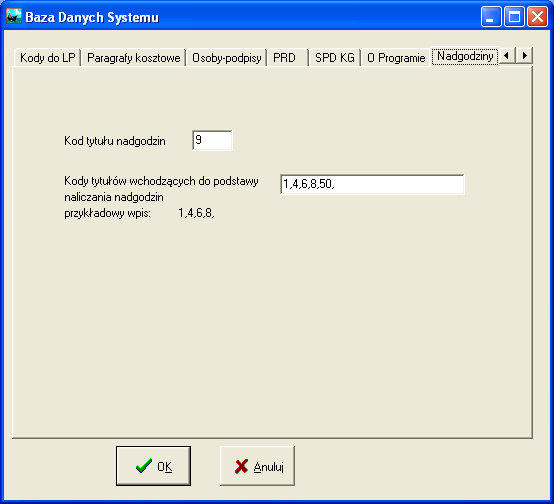 Baza Danych Systemu
Kody do LP Paragrafy kosztowe Osoby-podpisy PRD SPD KG O Programie Nadgodziny
Kod tytułu nadgodzin 9
Kody tytułów wchodzących do podstawy 1,4,6,8,50,
naliczania nadgodzin
przykładowy wpis: 1,4,6,8,
OK Anuluj